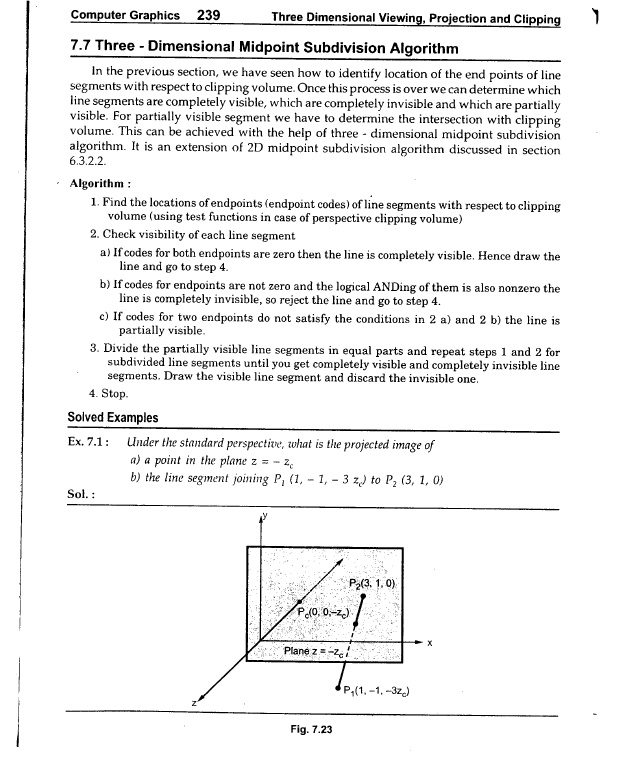 Computer Graphics 239 Three Dimensional Viewing, Projection and Clipping
7.7 Three - Dimensional Midpoint Subdivision Algorithm
In the previous section, we have seen how to identify location of the end points of line
segments with respect to clipping volume. Once this process is over we can determine which
line segments are completely visible, which are completely invisible and which are partially
visible. For partially visible segment we have to determine the intersection with clipping
volume. This can be achieved with the help of three - dimensional midpoint subdivision
algorithm. It is an extension of 2D midpoint subdivision algorithm discussed in section
6.3.2.2.
Algorithm :
1. Find the locations of endpoints (endpoint codes) of line segments with respect to clipping
volume (using test functions in case of perspective clipping volume)
2. Check visibility of each line segment
a) If codes for both endpoints are zero then the line is completely visible. Hence draw the
line and go to step 4.
b) If codes for endpoints are not zero and the logical ANDing of them is also nonzero the
line is completely invisible, so reject the line and go to step 4.
c) If codes for two endpoints do not satisfy the conditions in 2 a) and 2 b) the line is
partially visible.
3. Divide the partially visible line segments in equal parts and repeat steps 1 and 2 for
subdivided line segments until you get completely visible and completely invisible line
segments. Draw the visible line segment and discard the invisible one.
4. Stop.
Solved Examples
Ex. 7.1 : Under the standard perspective, what is the projected image of
a) a point in the plane z = – z_c
b) the line segment joining P₁ (1, – 1, – 3 z_c) to P₂ (3, 1, 0)
Sol. :
y
P₂(3, 1, 0)
P_c(0, 0,–z_c)
x
Plane z = –z_c
P₁(1, –1, –3z_c)
z
Fig. 7.23